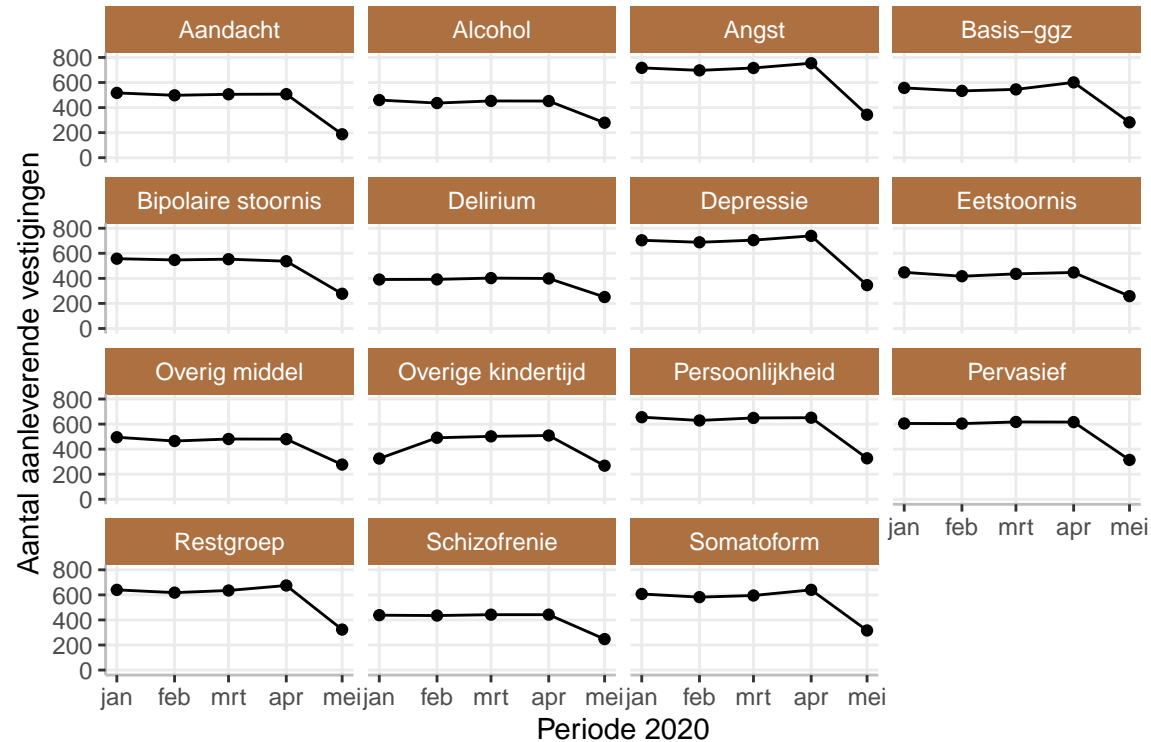 Aandacht Alcohol Angst Basis−ggz
800
600
400
200
0
Bipolaire stoornis Delirium Depressie Eetstoornis
800
600
400
200
0
Overig middel Overige kindertijd Persoonlijkheid Pervasief
800
600
400
200
0
jan feb mrt apr mei
Restgroep Schizofrenie Somatoform
800
600
400
200
0
jan feb mrt apr mei jan feb mrt apr mei jan feb mrt apr mei
Periode 2020
Aantal aanleverende vestigingen